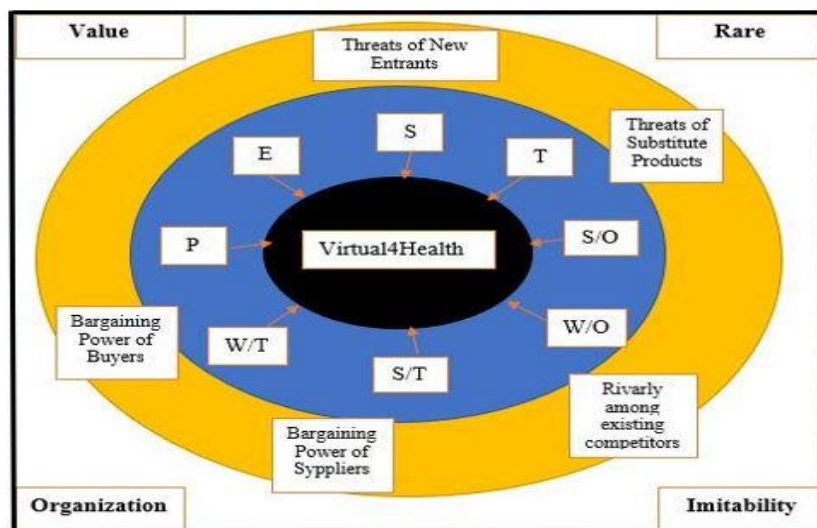 Value
Rare
Threats of New
Entrants
S
Threats of
Substitute
Products
E
T
P
Virtual4Health
S/O
Bargaining
Power of
Buyers
W/T
W/O
S/T
Rivarly
among
existing
competitors
Bargaining
Power of
Syppliers
Organization
Imitability